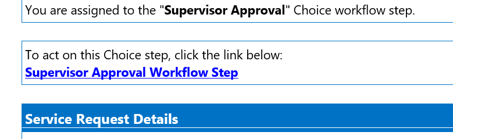 You are assigned to the "Supervisor Approval" Choice workflow step.
To act on this Choice step, click the link below:
Supervisor Approval Workflow Step
Service Request Details